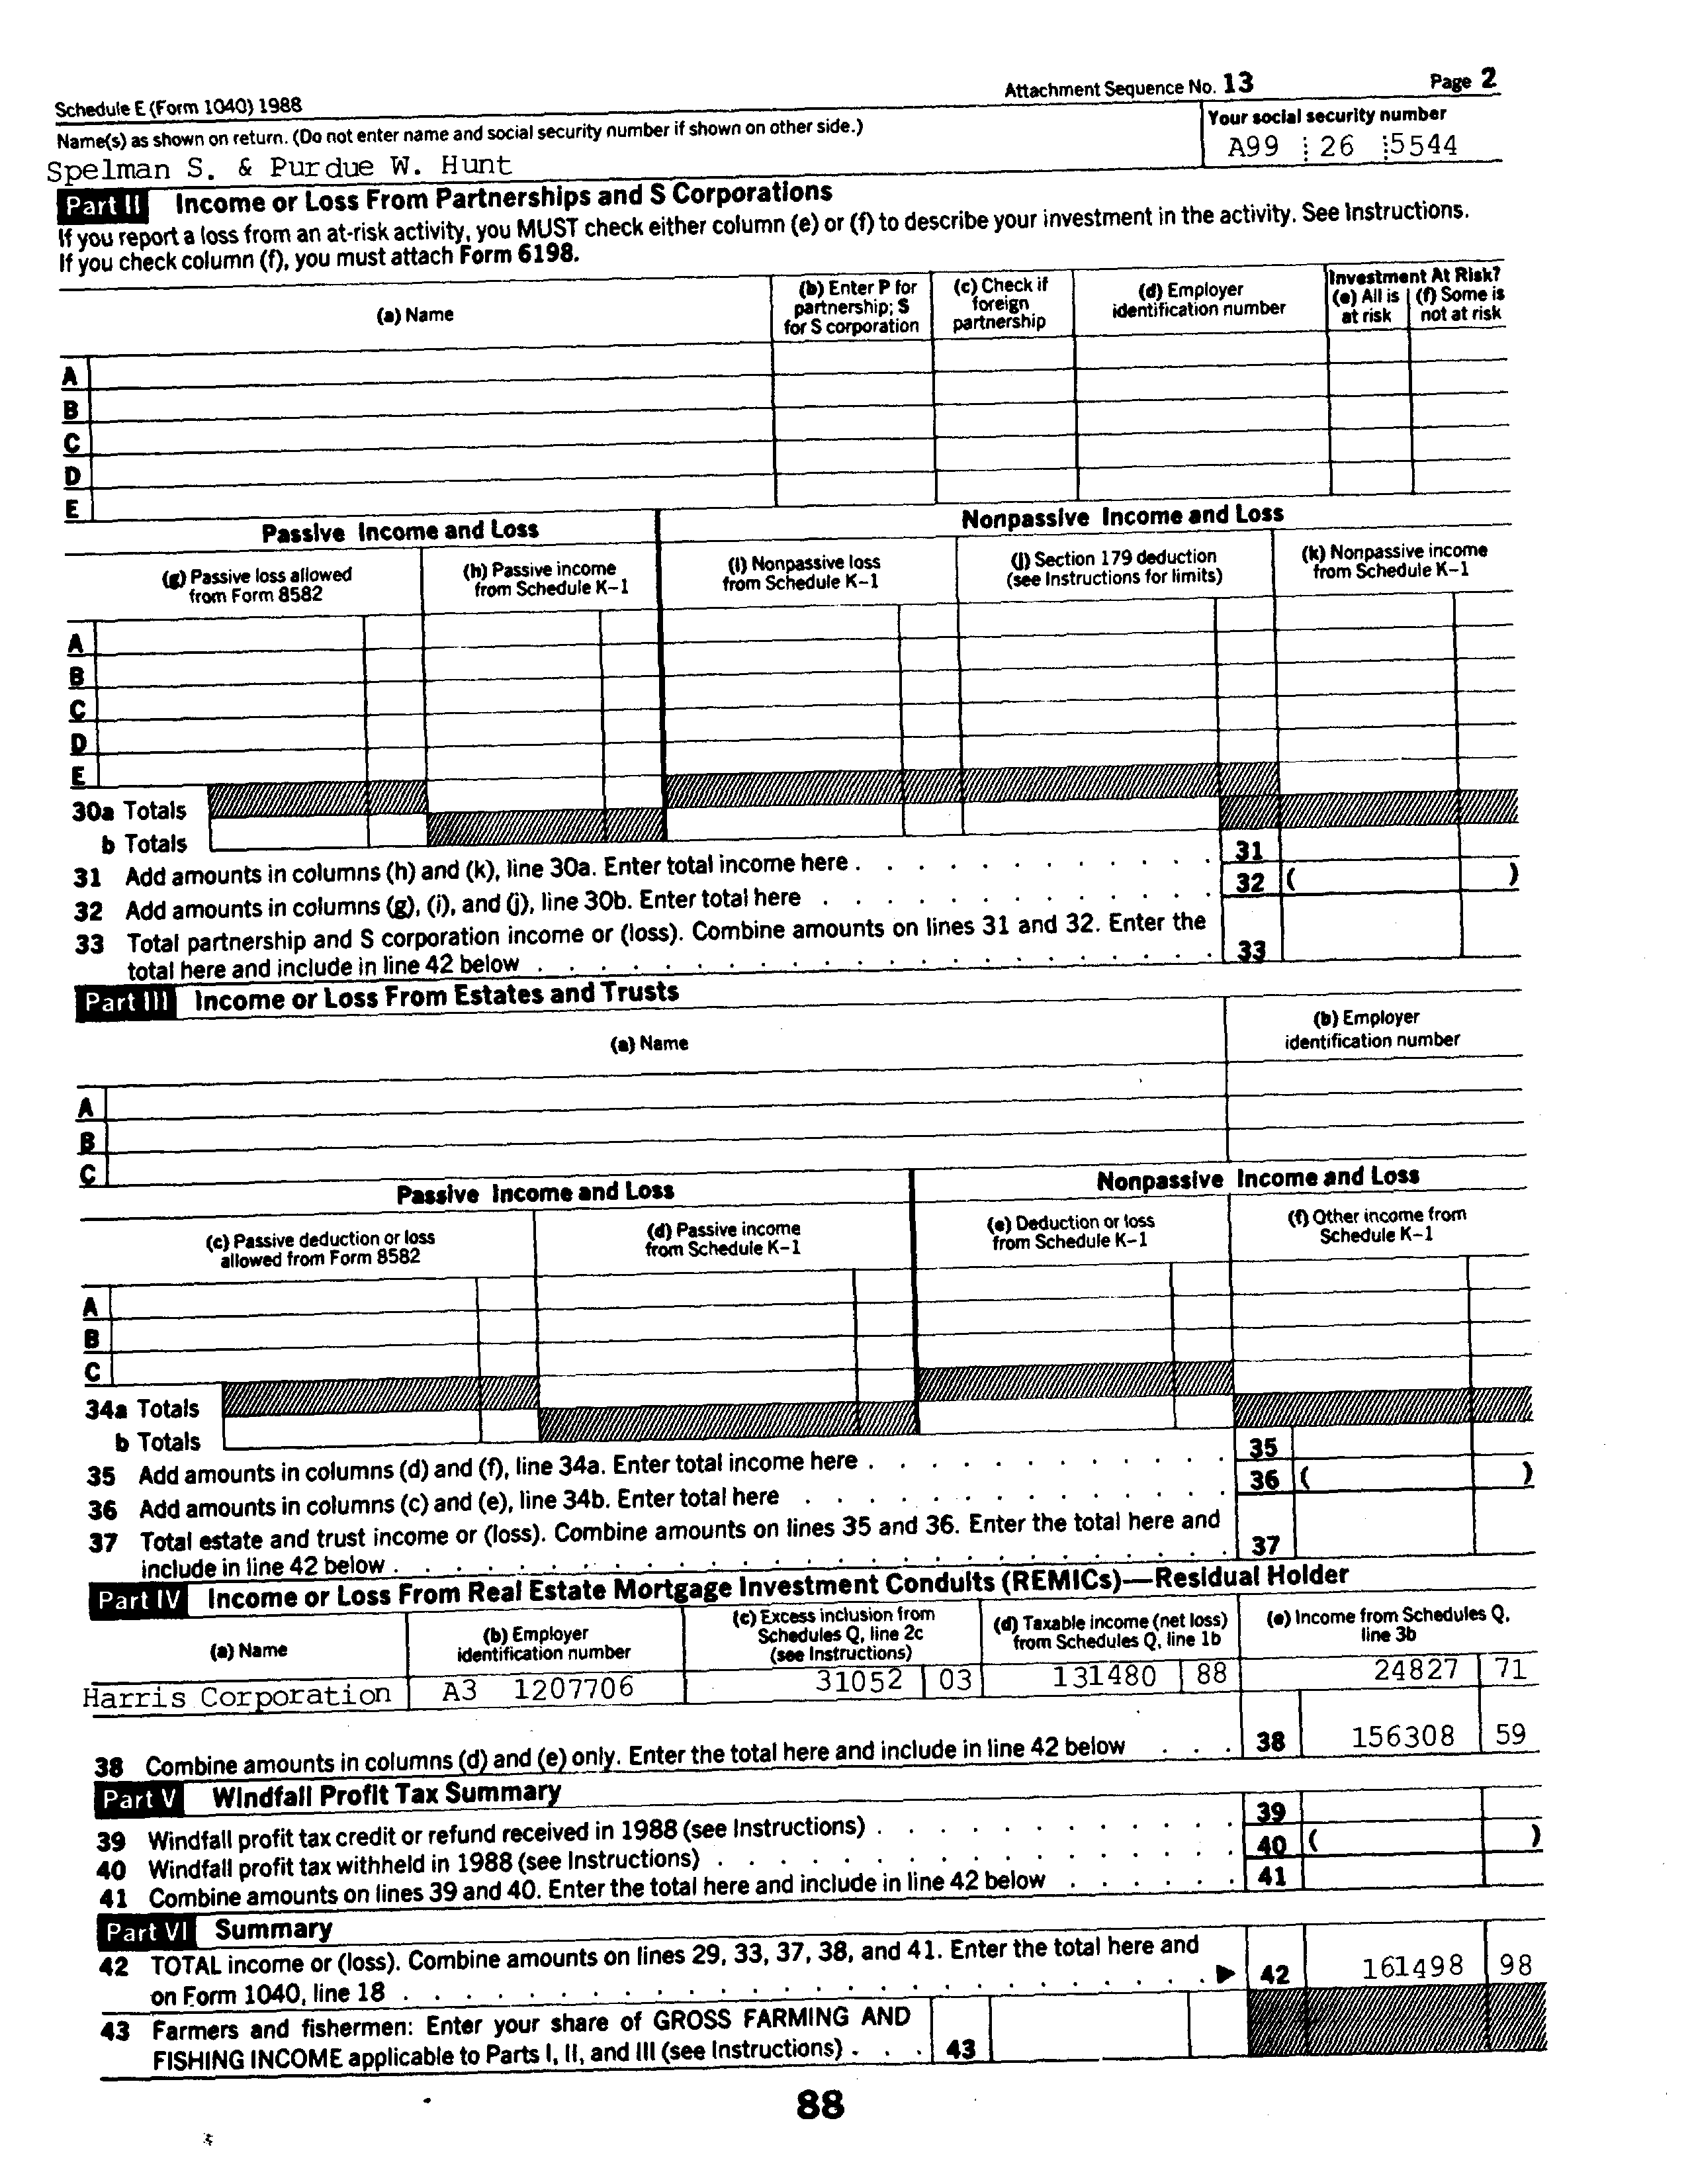 Schedule E (Form 1040) 1988
Attachment Sequence No. 13
Page 2
Name(s) as shown on return. (Do not enter name and social security number if shown on other side.)
Your social security number
Spelman S. & Purdue W. Hunt
A99 26 5544
Part II Income or Loss From Partnerships and S Corporations
If you report a loss from an at-risk activity, you MUST check either column (e) or (f) to describe your investment in the activity. See Instructions.
If you check column (f), you must attach Form 6198.
(a) Name
(b) Enter P for
partnership; S
for S corporation
(c) Check if
foreign
partnership
(d) Employer
identification number
Investment At Risk?
(e) All is
at risk
(f) Some is
not at risk
A
B
C
D
E
Passive Income and Loss
Nonpassive Income and Loss
(g) Passive loss allowed
from Form 8582
(h) Passive income
from Schedule K–1
(i) Nonpassive loss
from Schedule K–1
(j) Section 179 deduction
(see Instructions for limits)
(k) Nonpassive income
from Schedule K–1
A
B
C
D
E
30a Totals
b Totals
31 Add amounts in columns (h) and (k), line 30a. Enter total income here . . . . . . . . . . . . 31
32 Add amounts in columns (g), (i), and (j), line 30b. Enter total here . . . . . . . . . . . . . 32 ( )
33 Total partnership and S corporation income or (loss). Combine amounts on lines 31 and 32. Enter the
total here and include in line 42 below . . . . . . . . . . . . . . . . . . . . . . 33
Part III Income or Loss From Estates and Trusts
(a) Name
(b) Employer
identification number
A
B
C
Passive Income and Loss
Nonpassive Income and Loss
(c) Passive deduction or loss
allowed from Form 8582
(d) Passive income
from Schedule K–1
(e) Deduction or loss
from Schedule K–1
(f) Other income from
Schedule K–1
A
B
C
34a Totals
b Totals
35 Add amounts in columns (d) and (f), line 34a. Enter total income here . . . . . . . . . . . . 35
36 Add amounts in columns (c) and (e), line 34b. Enter total here . . . . . . . . . . . . . . 36 ( )
37 Total estate and trust income or (loss). Combine amounts on lines 35 and 36. Enter the total here and
include in line 42 below . . . . . . . . . . . . . . . . . . . . . . . . . . . 37
Part IV Income or Loss From Real Estate Mortgage Investment Conduits (REMICs)—Residual Holder
(a) Name
(b) Employer
identification number
(c) Excess inclusion from
Schedules Q, line 2c
(see Instructions)
(d) Taxable income (net loss)
from Schedules Q, line 1b
(e) Income from Schedules Q,
line 3b
Harris Corporation A3 1207706 31052 03 131480 88 24827 71
38 Combine amounts in columns (d) and (e) only. Enter the total here and include in line 42 below . . . 38 156308 59
Part V Windfall Profit Tax Summary
39 Windfall profit tax credit or refund received in 1988 (see Instructions) . . . . . . . . . . . . 39
40 Windfall profit tax withheld in 1988 (see Instructions) . . . . . . . . . . . . . . . . . 40 ( )
41 Combine amounts on lines 39 and 40. Enter the total here and include in line 42 below . . . . . . 41
Part VI Summary
42 TOTAL income or (loss). Combine amounts on lines 29, 33, 37, 38, and 41. Enter the total here and
on Form 1040, line 18 . . . . . . . . . . . . . . . . . . . . . . . . . . ▶ 42 161498 98
43 Farmers and fishermen: Enter your share of GROSS FARMING AND
FISHING INCOME applicable to Parts I, II, and III (see Instructions) . . . 43
88